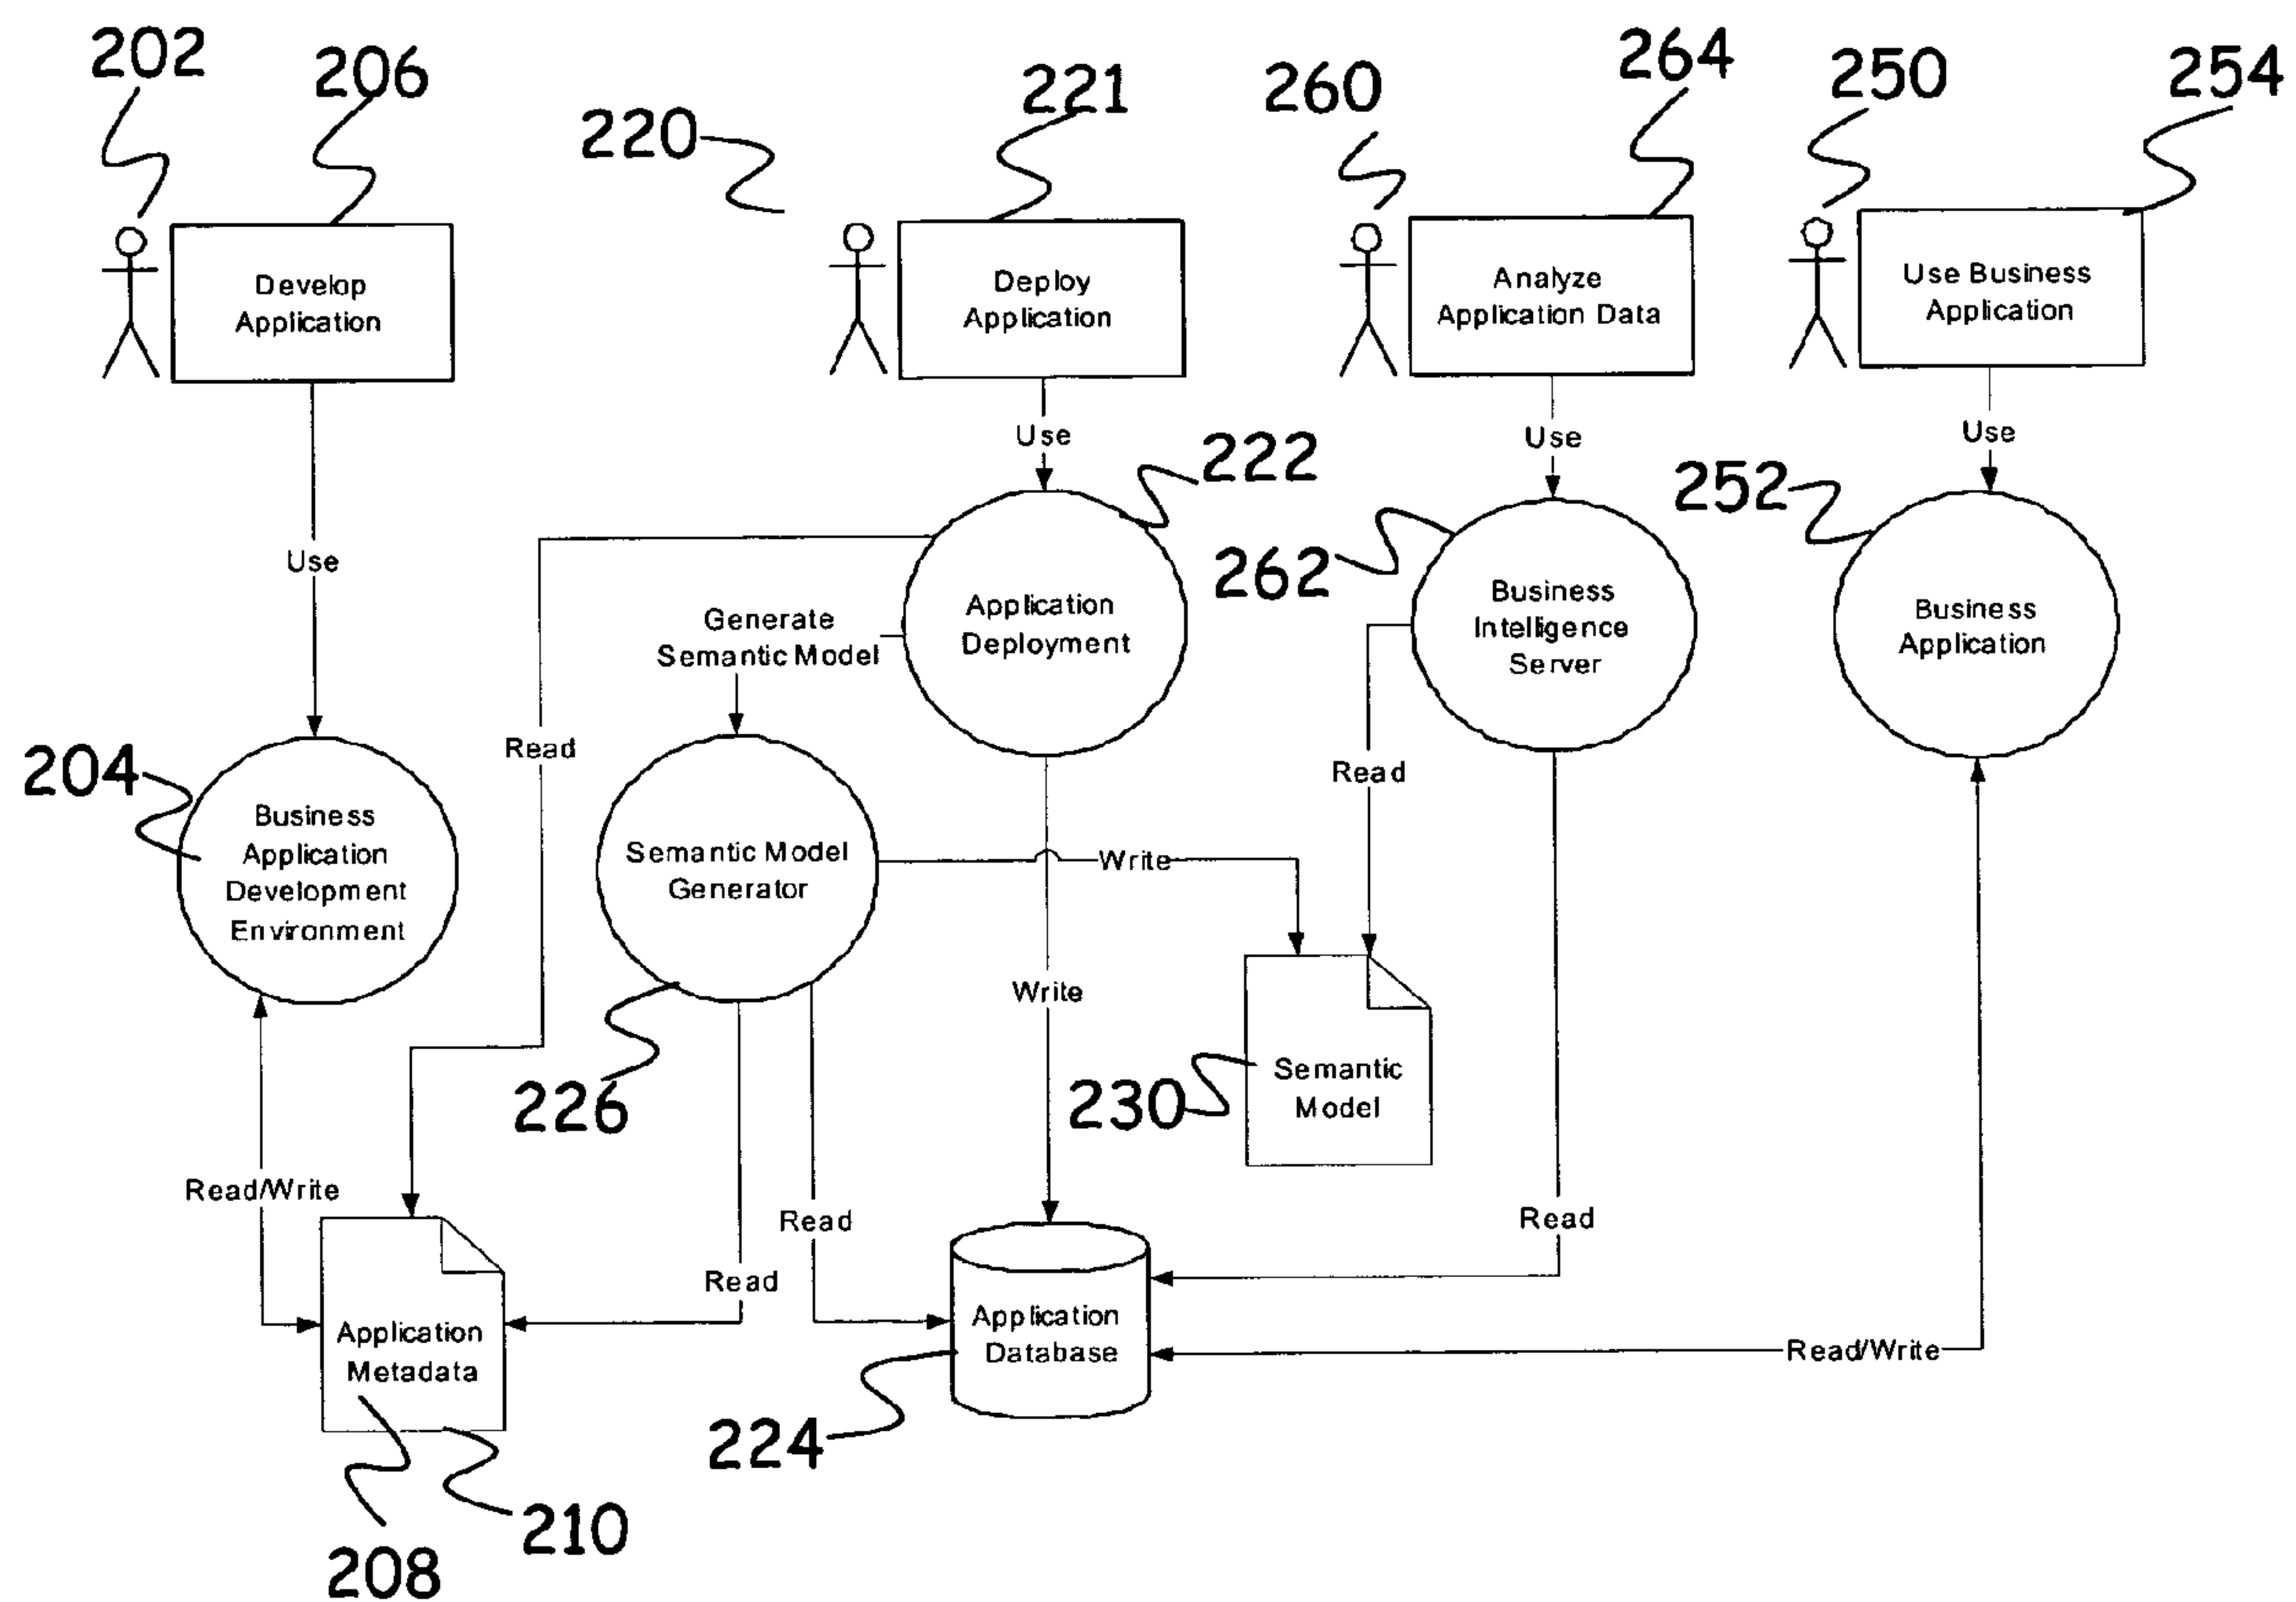 202
206
221
264
260
250
254
220
Develop
Application
Deploy
Application
Analyze
Application Data
Use Business
Application
Use
Use
Use
Use
222
252
262
Generate
Semantic Model
Application
Deployment
Business
Intelligence
Server
Business
Application
Read
Read
204
Business
Application
Development
Environment
Semantic Model
Generator
Write
Write
226
230
Semantic
Model
Read/Write
Read
Read
Read
Application
Metadata
Application
Database
Read/Write
224
210
208